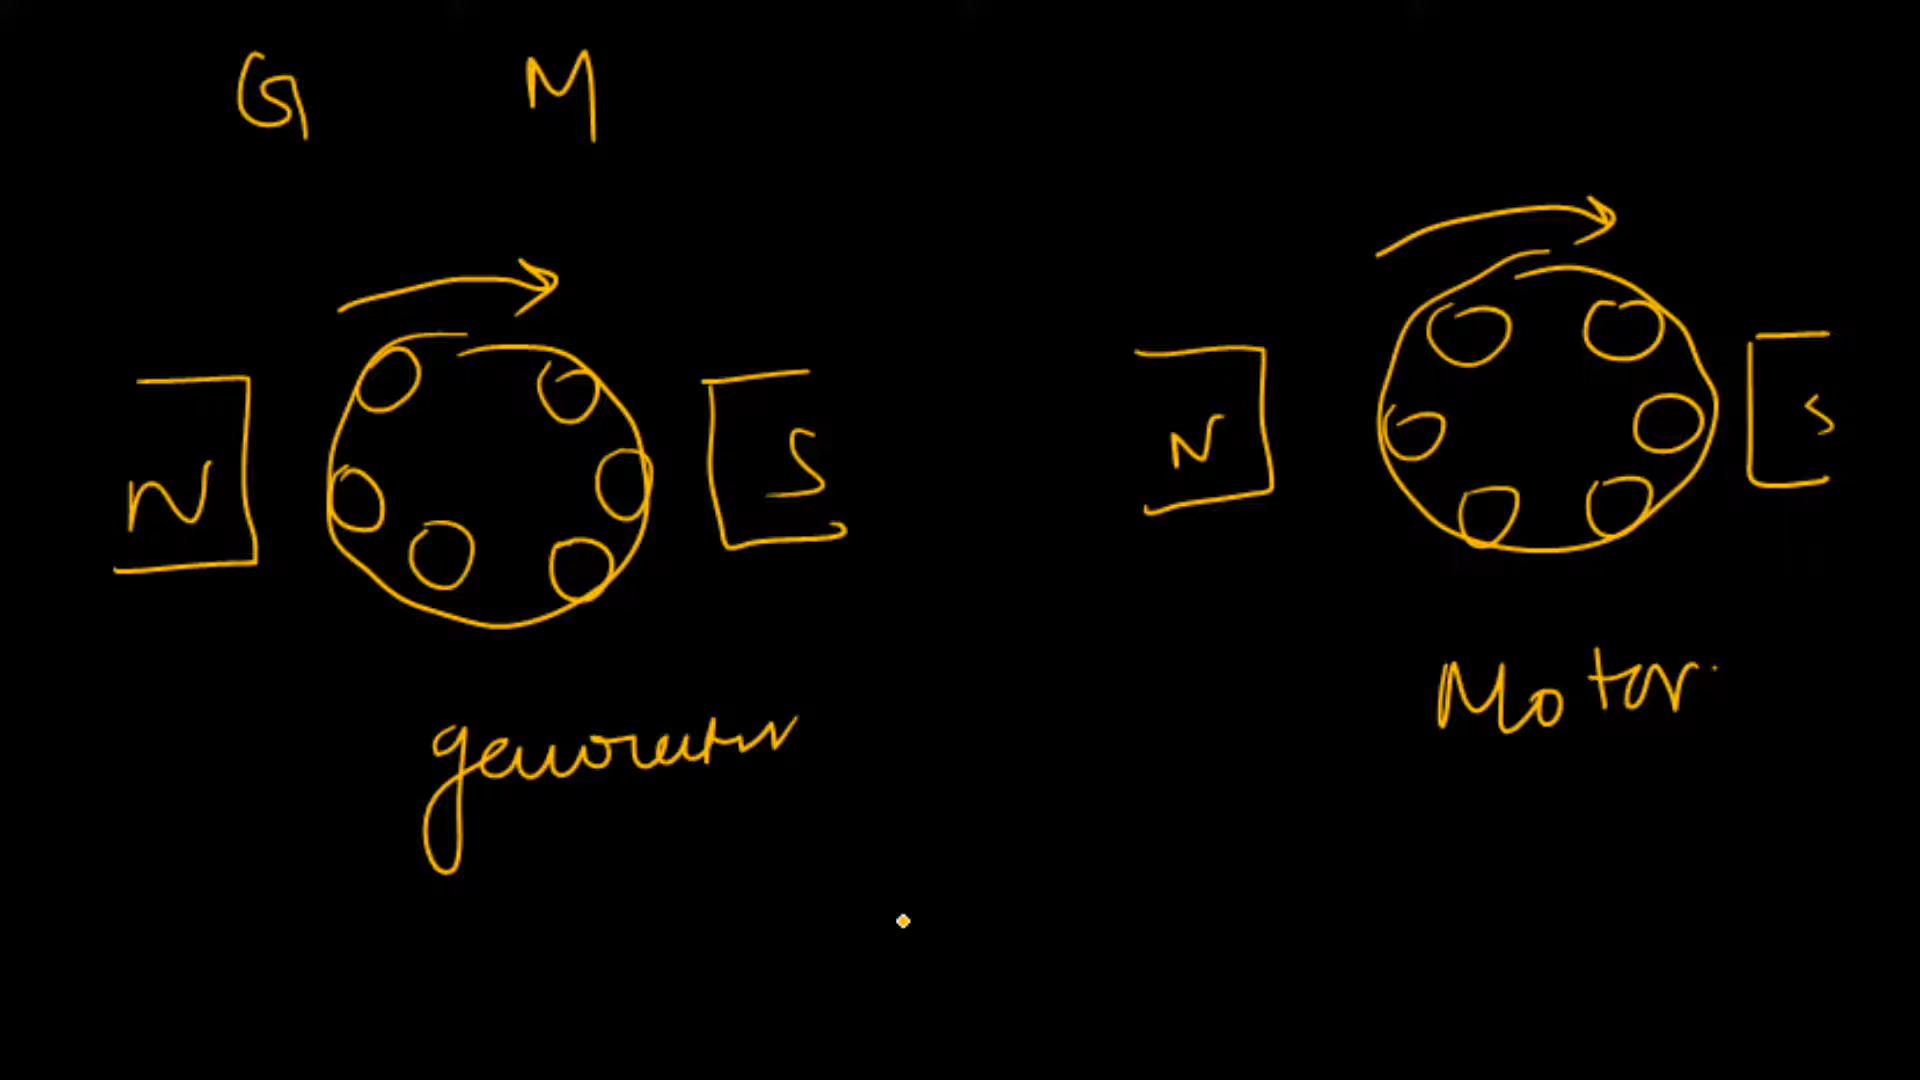 G M
N S
N S
generator
Motor.